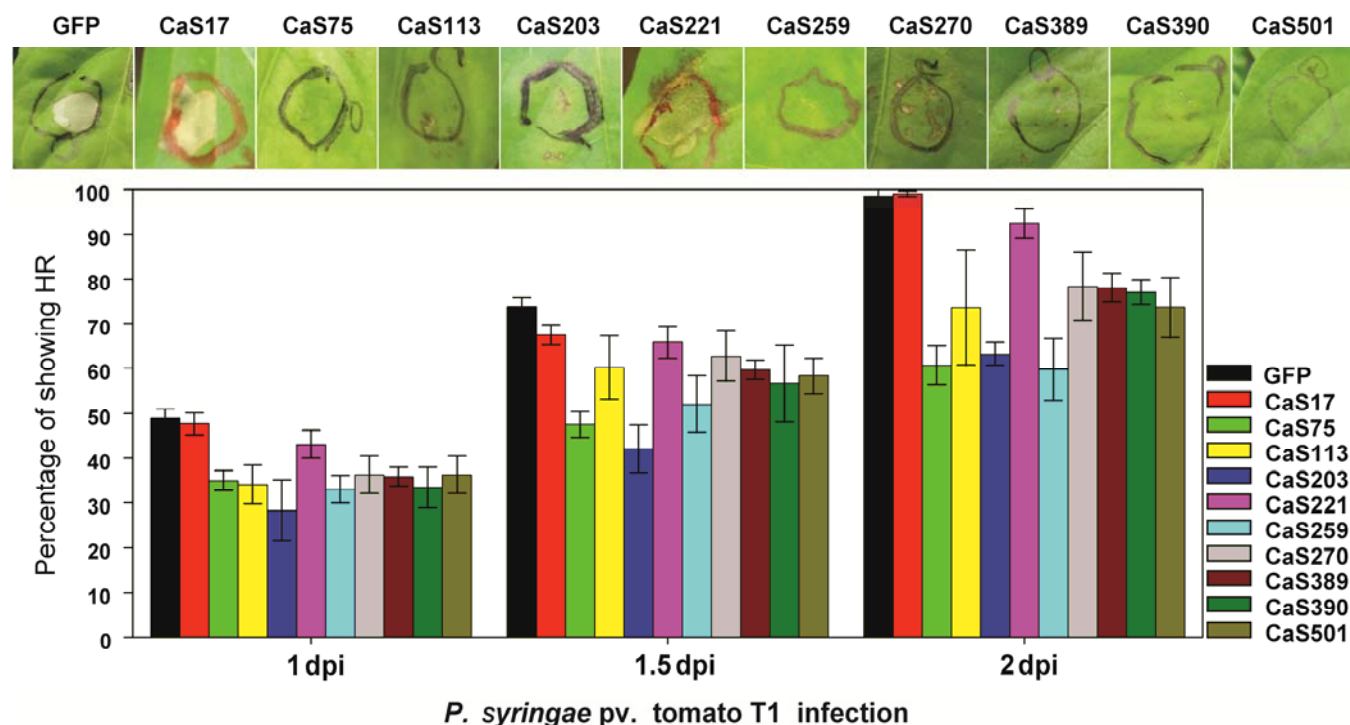 GFP CaS17 CaS75 CaS113 CaS203 CaS221 CaS259 CaS270 CaS389 CaS390 CaS501
Percentage of showing HR
100
90
80
70
60
50
40
30
20
10
0
1 dpi 1.5 dpi 2 dpi
P. syringae pv. tomato T1 infection
GFP
CaS17
CaS75
CaS113
CaS203
CaS221
CaS259
CaS270
CaS389
CaS390
CaS501